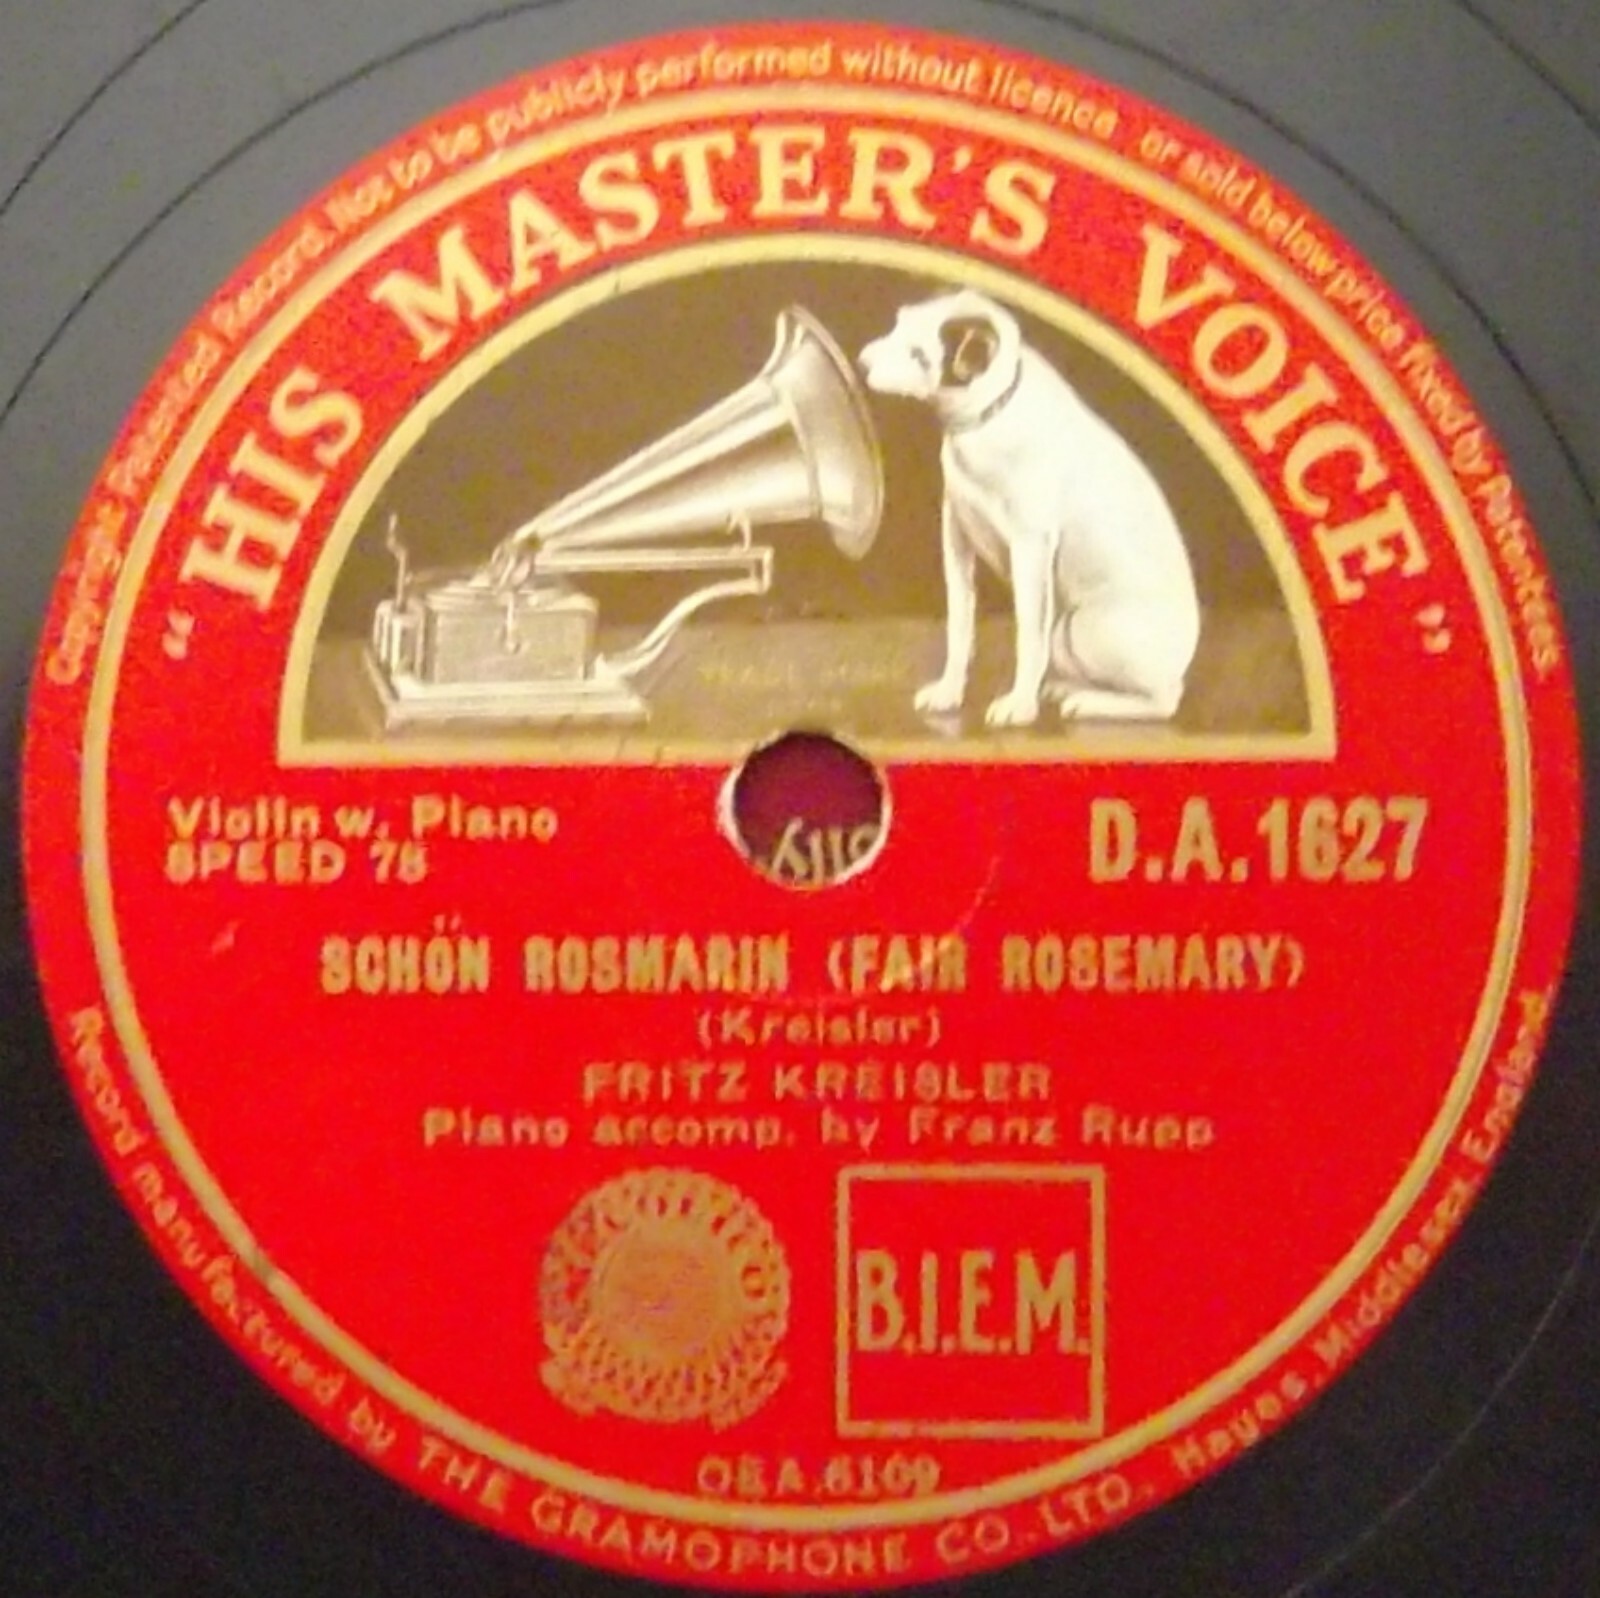 Copyright Patented Record. Not to be publicly performed without licence or sold below price fixed by Patentees.
"HIS MASTER'S VOICE"
TRADE MARK
Violin w. Piano
SPEED 78
D.A.1627
SCHÖN ROSMARIN (FAIR ROSEMARY)
(Kreisler)
FRITZ KREISLER
Piano accomp. by Franz Rupp
B.I.E.M.
OEA 6109
Record manufactured by THE GRAMOPHONE CO. LTD. Hayes, Middlesex, England.